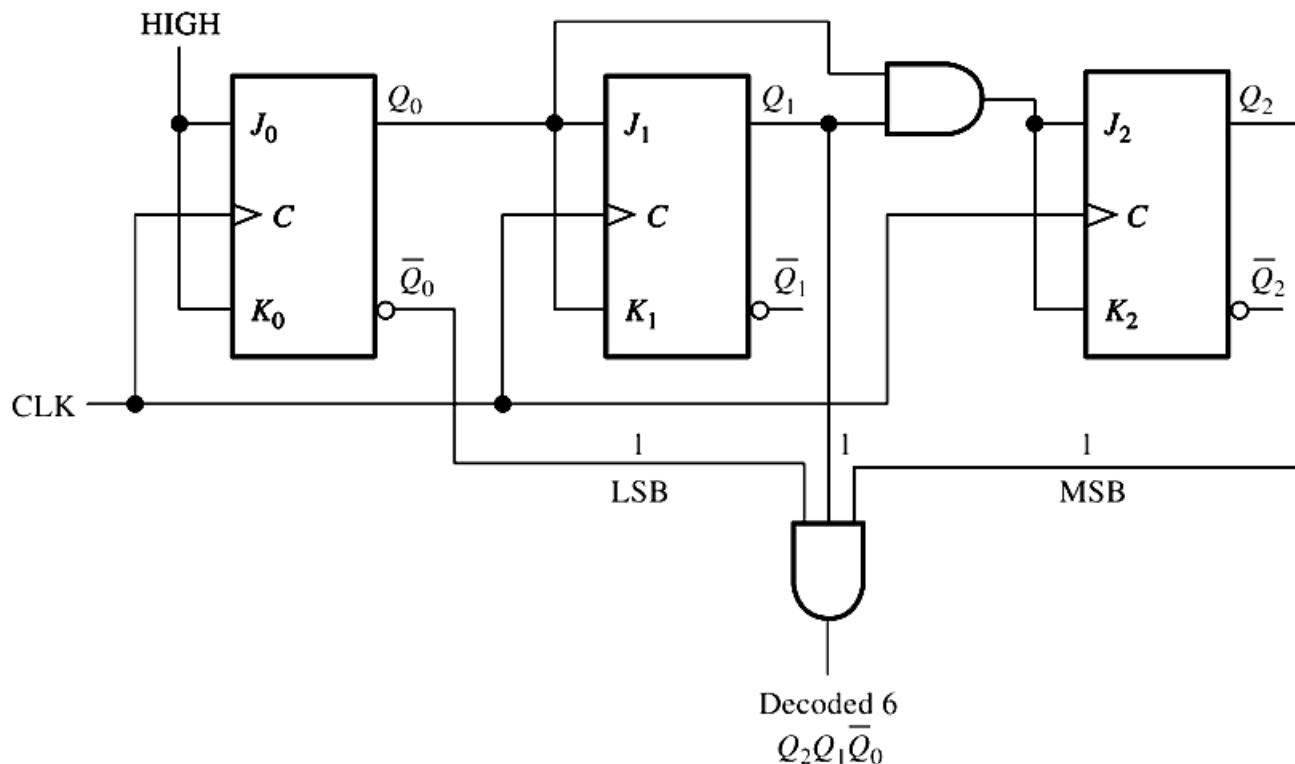 HIGH
Q₀
Q₁
Q₂
J₀
J₁
J₂
C
C
C
Q̅₀
Q̅₁
Q̅₂
K₀
K₁
K₂
CLK
1
1
1
LSB
MSB
Decoded 6
Q₂Q₁Q̅₀